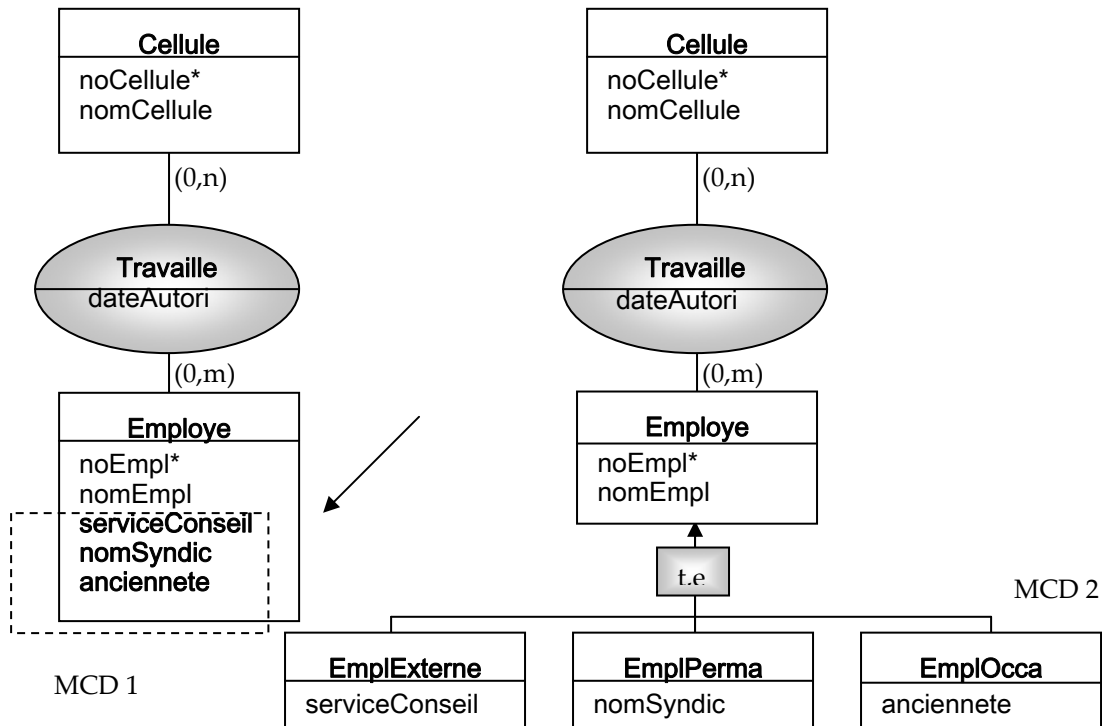 Cellule
noCellule*
nomCellule
(0,n)
Travaille
dateAutori
(0,m)
Employe
noEmpl*
nomEmpl
serviceConseil
nomSyndic
anciennete
MCD 1
Cellule
noCellule*
nomCellule
(0,n)
Travaille
dateAutori
(0,m)
Employe
noEmpl*
nomEmpl
t,e
MCD 2
EmplExterne
serviceConseil
EmplPerma
nomSyndic
EmplOcca
anciennete